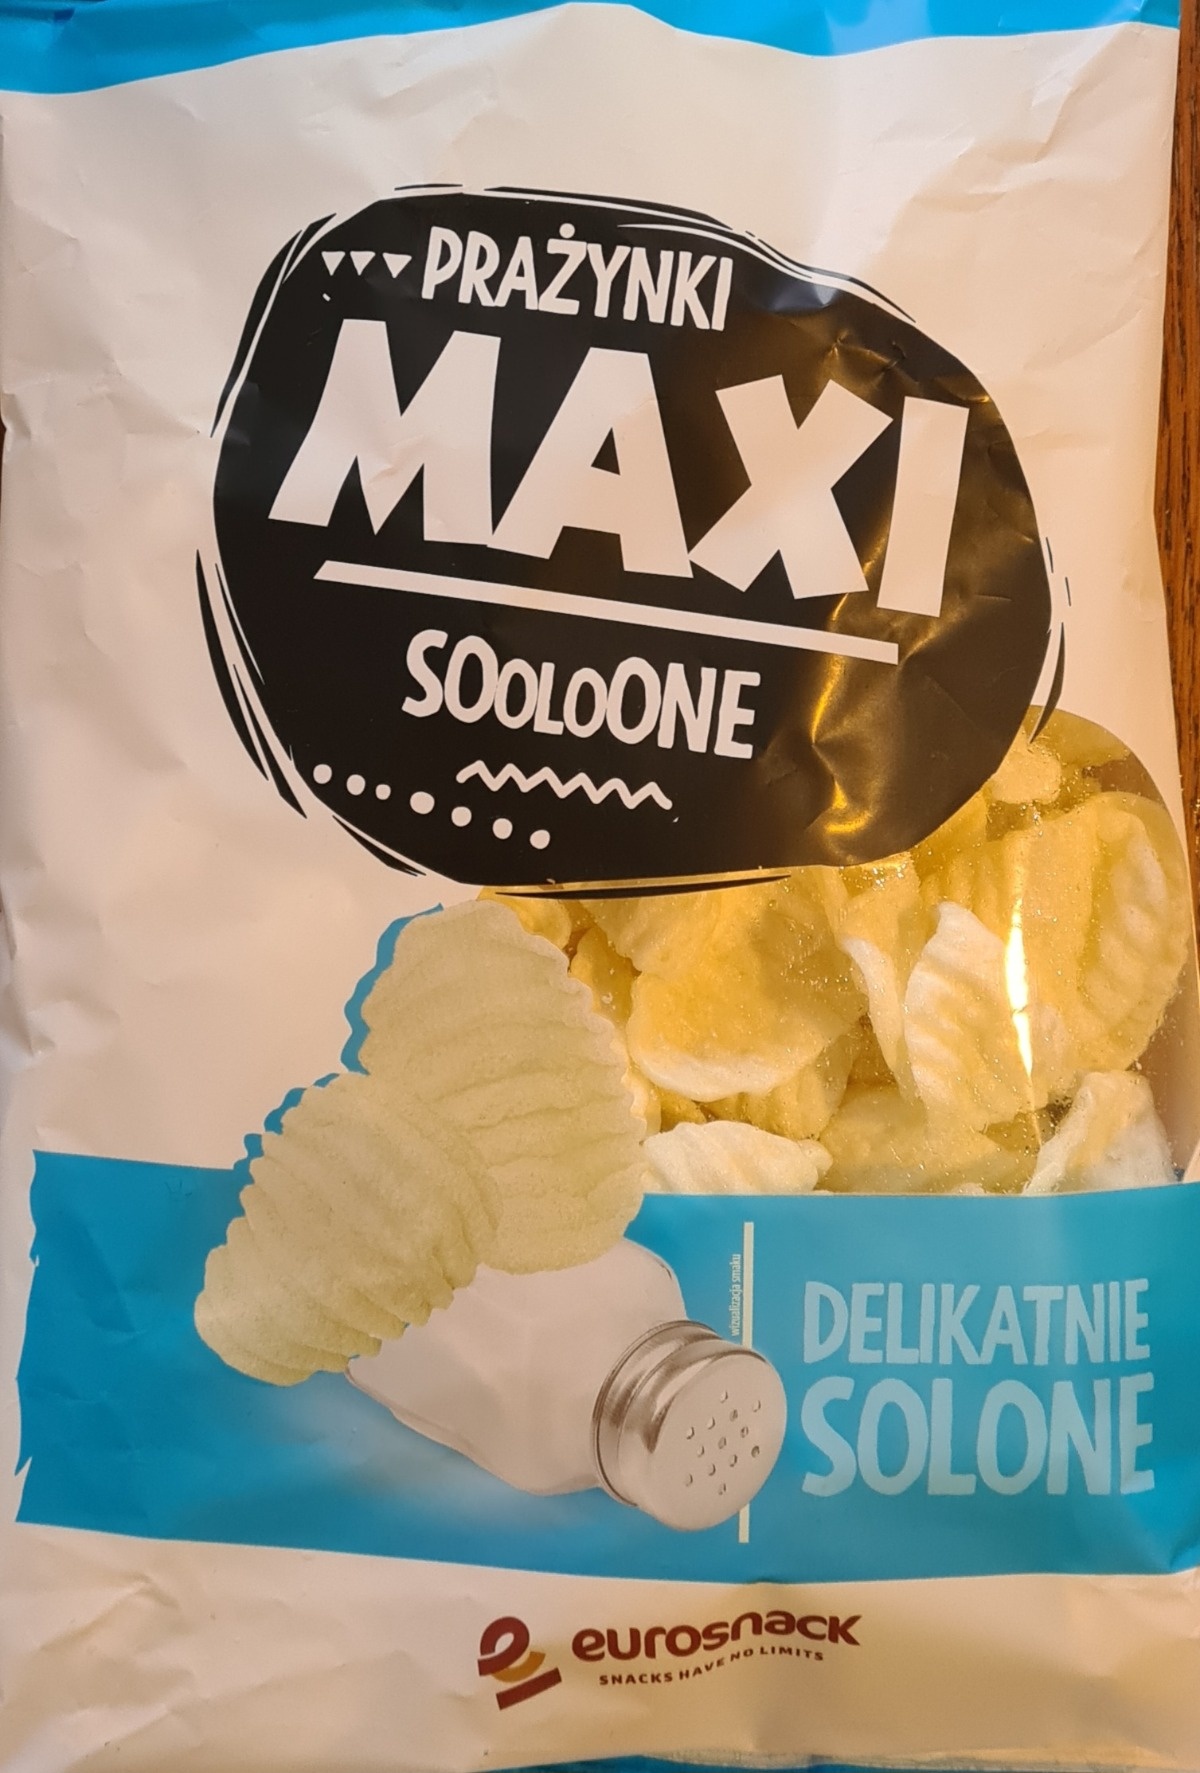 PRAŻYNKI
MAXI
SOoLoONE
wizualizacja smaku
DELIKATNIE
SOLONE
eurosnack
SNACKS HAVE NO LIMITS